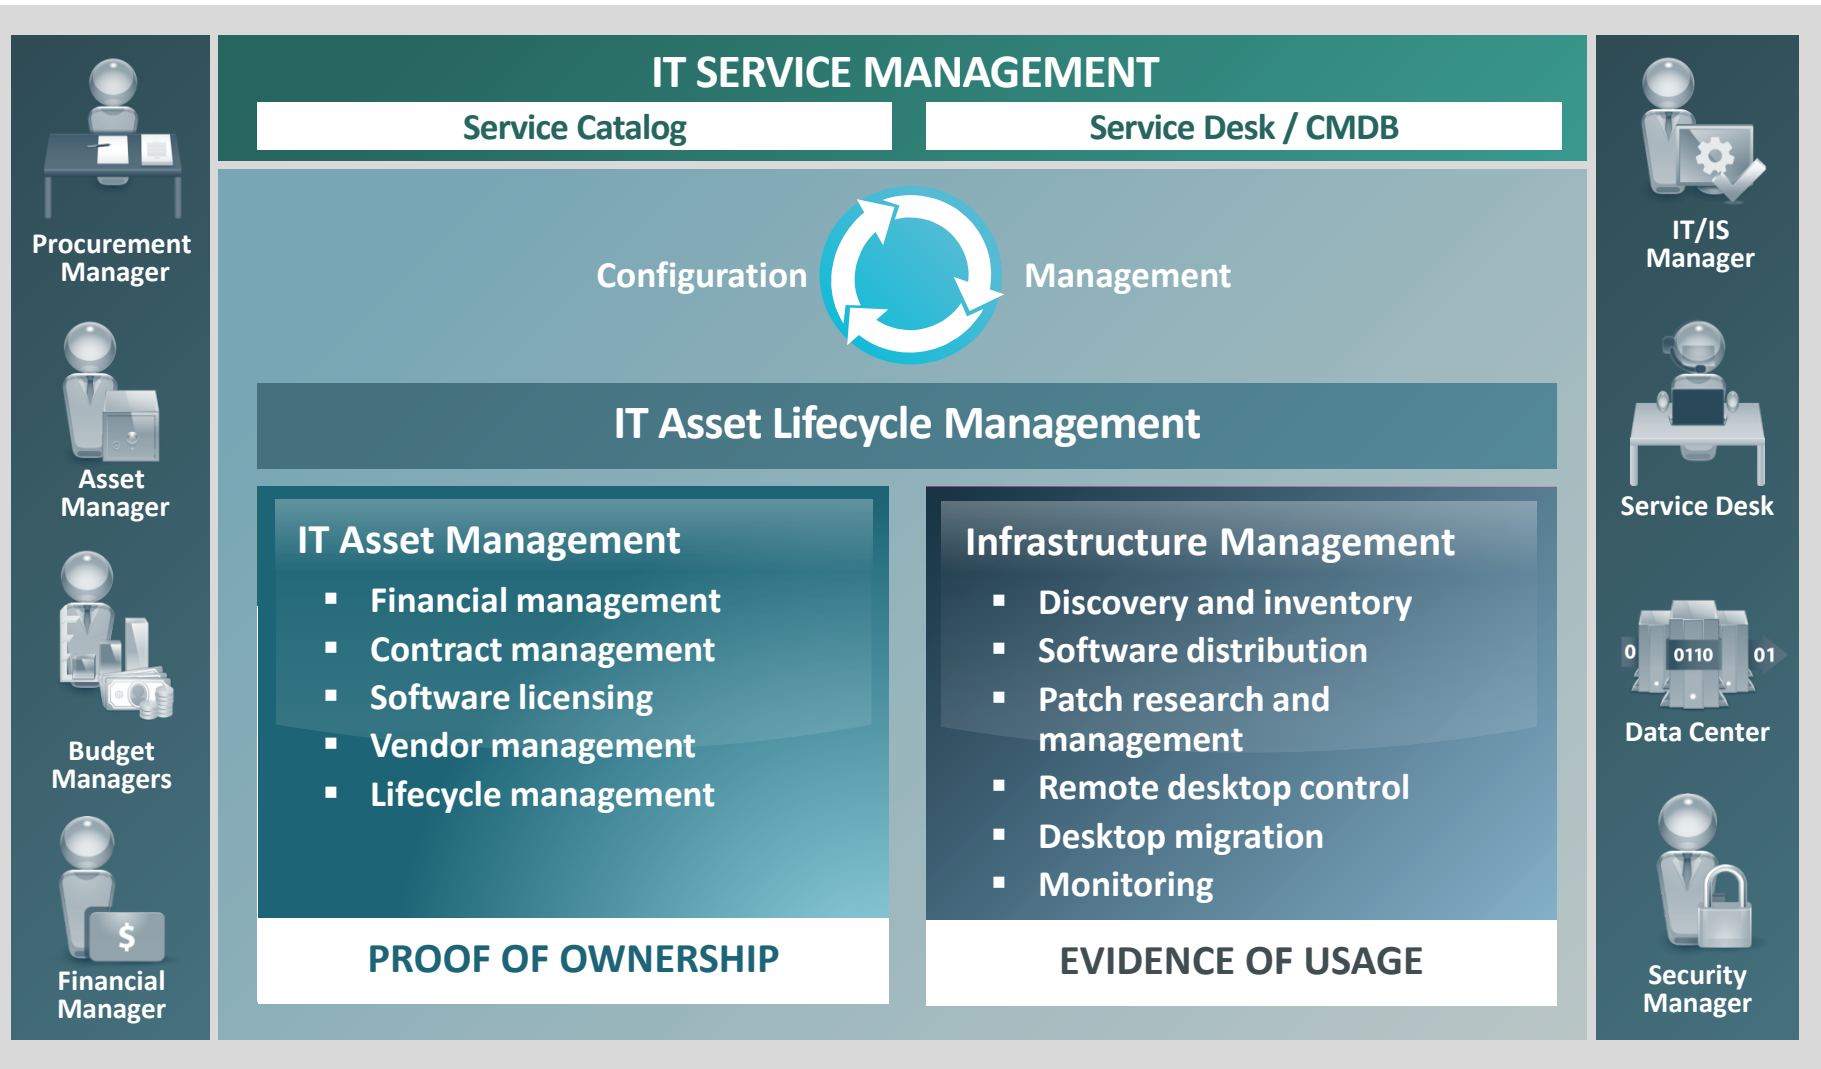 IT SERVICE MANAGEMENT
Service Catalog
Service Desk / CMDB
Procurement
Manager
Asset
Manager
Budget
Managers
$
Financial
Manager
Configuration
Management
IT Asset Lifecycle Management
IT Asset Management
▪ Financial management
▪ Contract management
▪ Software licensing
▪ Vendor management
▪ Lifecycle management
PROOF OF OWNERSHIP
Infrastructure Management
▪ Discovery and inventory
▪ Software distribution
▪ Patch research and
management
▪ Remote desktop control
▪ Desktop migration
▪ Monitoring
EVIDENCE OF USAGE
IT/IS
Manager
Service Desk
0 0110 01
Data Center
Security
Manager